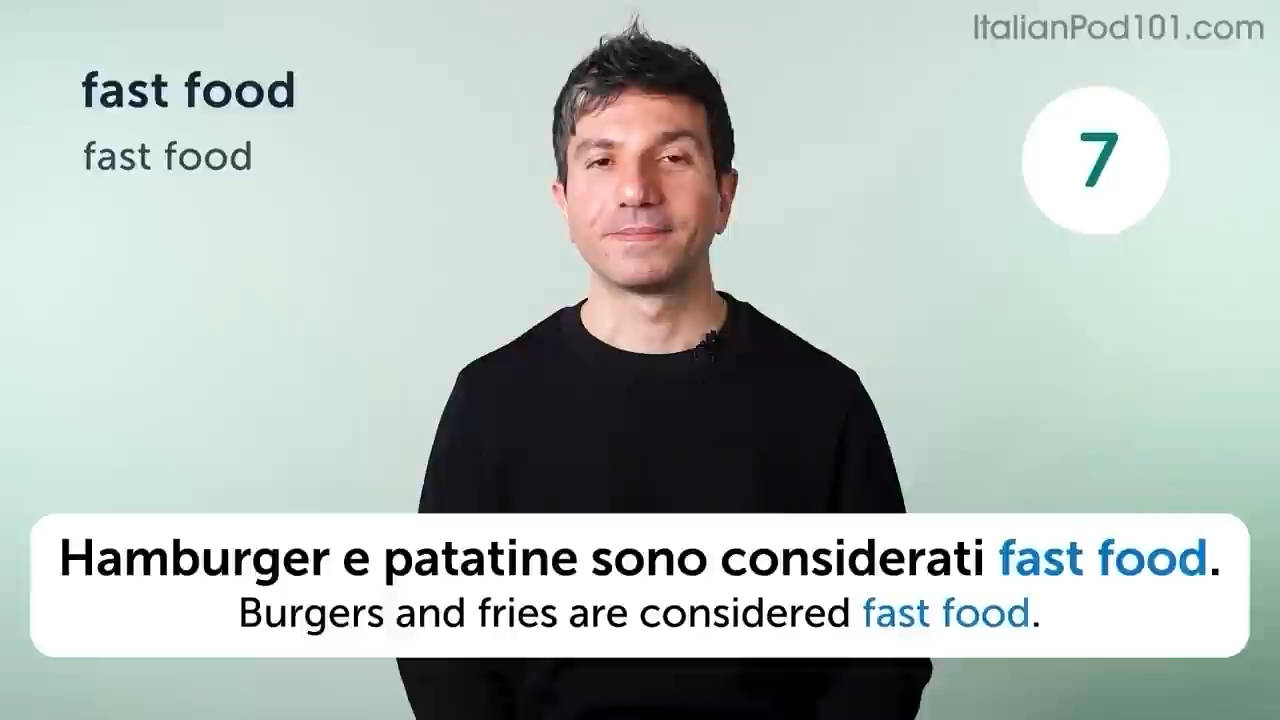 ItalianPod101.com
fast food
fast food
7
Hamburger e patatine sono considerati fast food.
Burgers and fries are considered fast food.